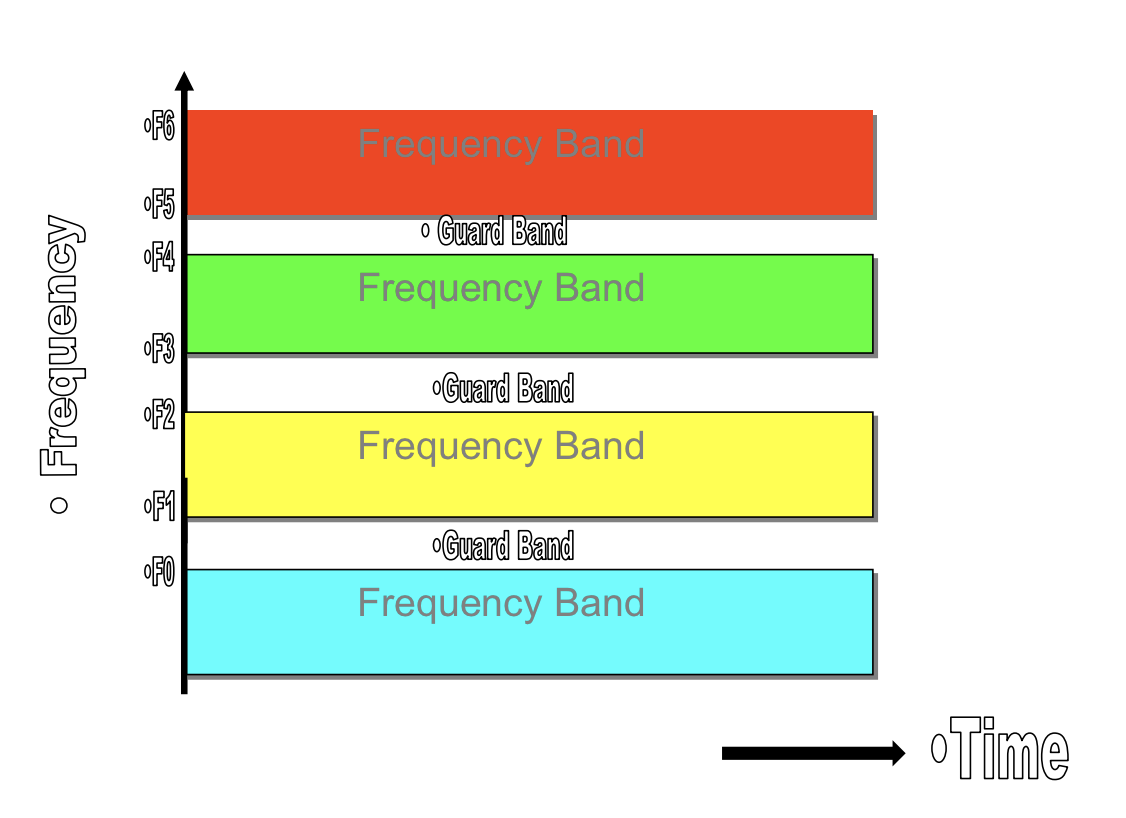 •F6
Frequency Band
•F5
• Guard Band
•F4
Frequency Band
•F3
•Guard Band
•F2
Frequency Band
•F1
•Guard Band
•F0
Frequency Band
• Frequency
•Time